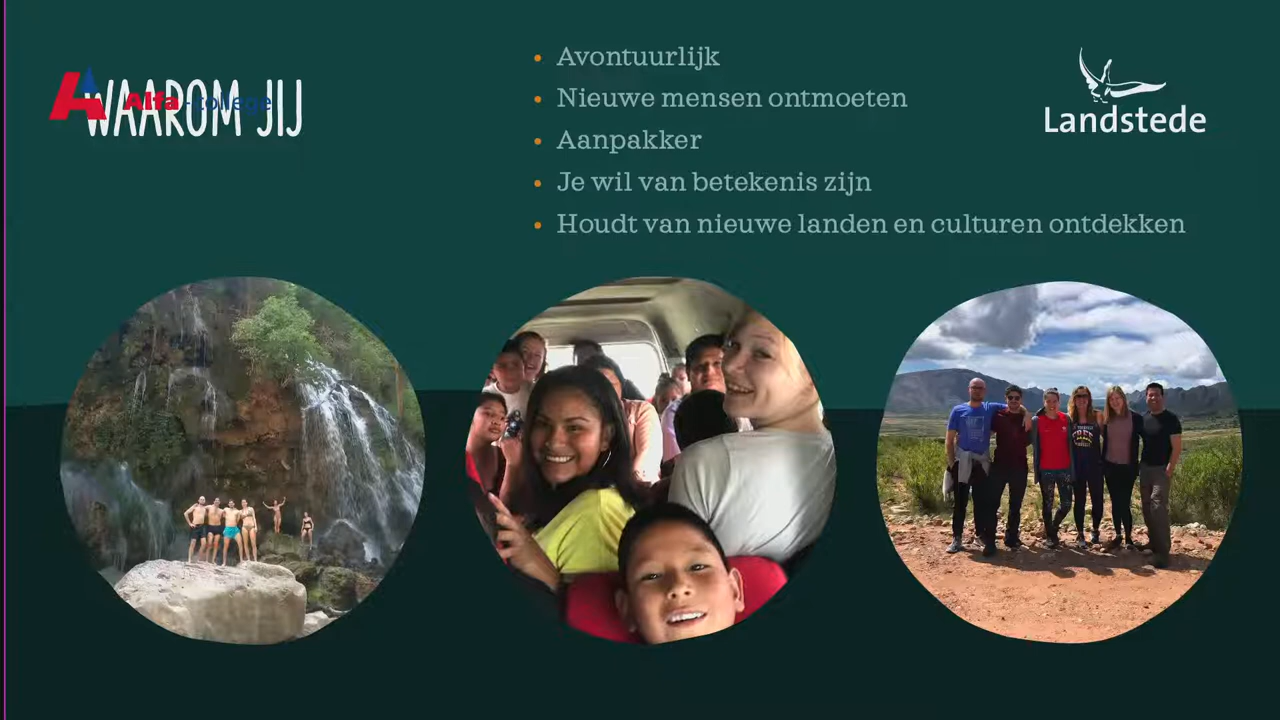 WAAROM JIJ
Alfa-college
Avontuurlijk
Nieuwe mensen ontmoeten
Aanpakker
Je wil van betekenis zijn
Houdt van nieuwe landen en culturen ontdekken
Landstede